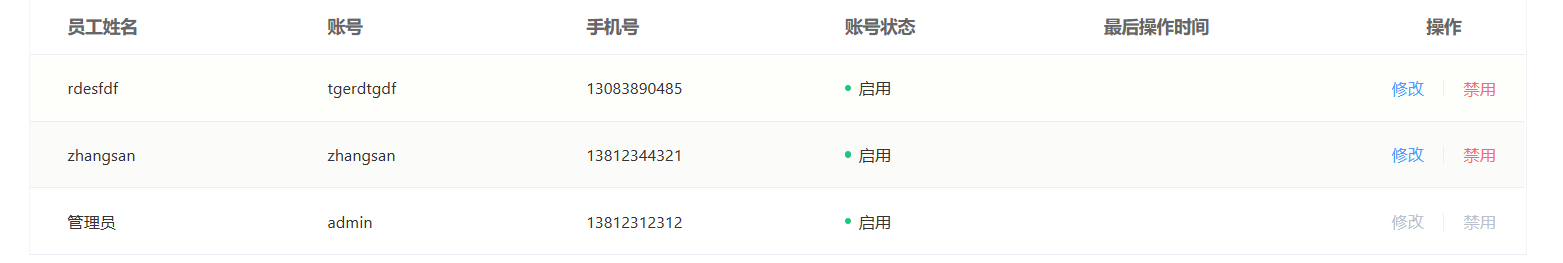 员工姓名 账号 手机号 账号状态 最后操作时间 操作
rdesfdf tgerdtgdf 13083890485 启用 修改 禁用
zhangsan zhangsan 13812344321 启用 修改 禁用
管理员 admin 13812312312 启用 修改 禁用